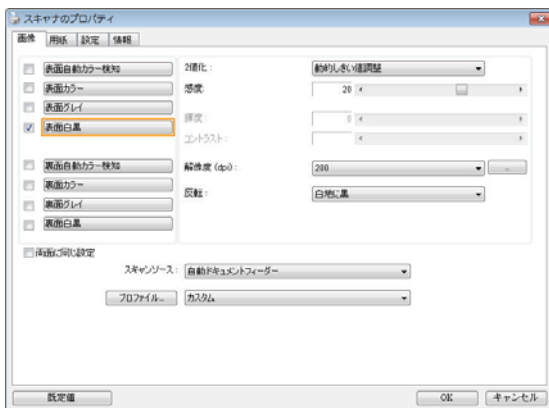 スキャナのプロパティ
画像 用紙 設定 情報
表面自動カラー検知
表面カラー
表面グレイ
表面白黒
裏面自動カラー検知
裏面カラー
裏面グレイ
裏面白黒
2値化： 動的しきい値調整
感度： 20
輝度： 0
コントラスト：
解像度 (dpi)： 200 ...
反転： 白地に黒
両面に同じ設定
スキャンソース： 自動ドキュメントフィーダー
プロファイル... カスタム
既定値 OK キャンセル